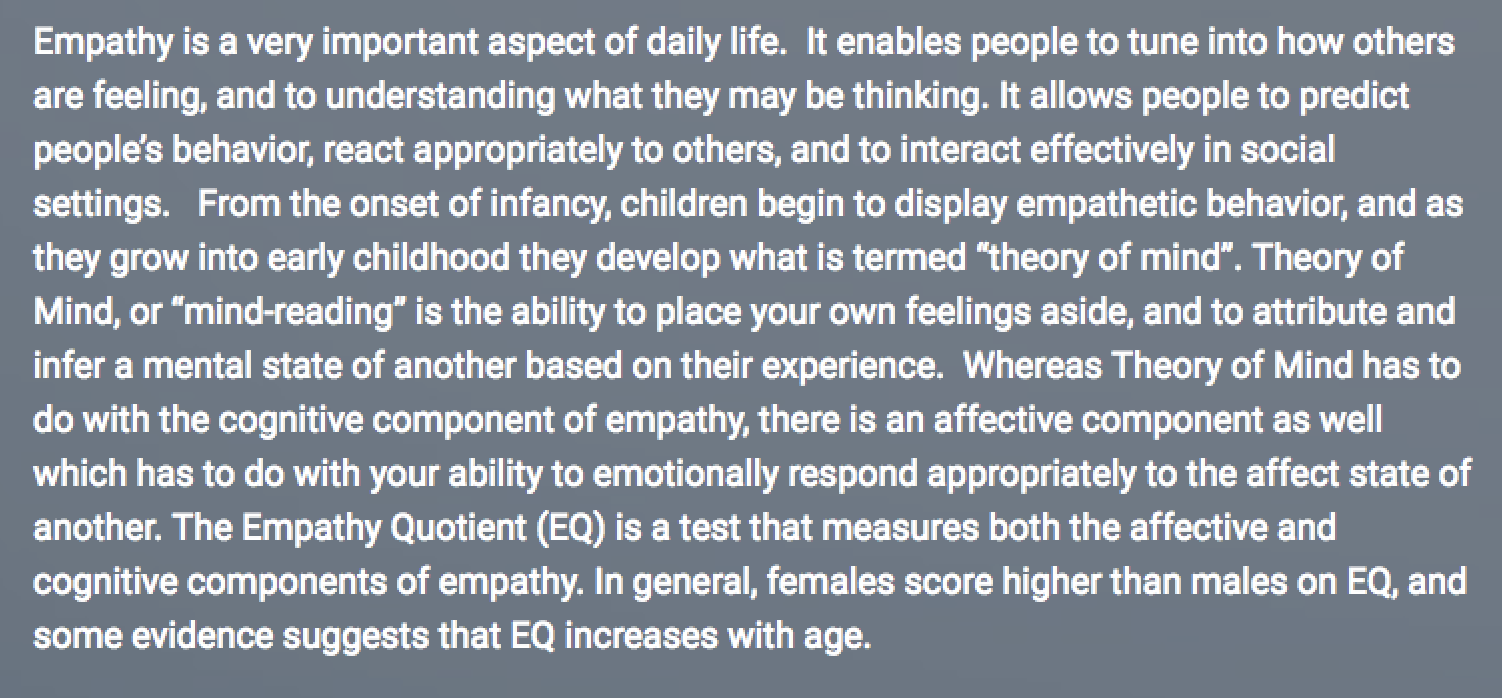 Empathy is a very important aspect of daily life.  It enables people to tune into how others
are feeling, and to understanding what they may be thinking. It allows people to predict
people’s behavior, react appropriately to others, and to interact effectively in social
settings.   From the onset of infancy, children begin to display empathetic behavior, and as
they grow into early childhood they develop what is termed “theory of mind”. Theory of
Mind, or “mind-reading” is the ability to place your own feelings aside, and to attribute and
infer a mental state of another based on their experience.  Whereas Theory of Mind has to
do with the cognitive component of empathy, there is an affective component as well
which has to do with your ability to emotionally respond appropriately to the affect state of
another. The Empathy Quotient (EQ) is a test that measures both the affective and
cognitive components of empathy. In general, females score higher than males on EQ, and
some evidence suggests that EQ increases with age.